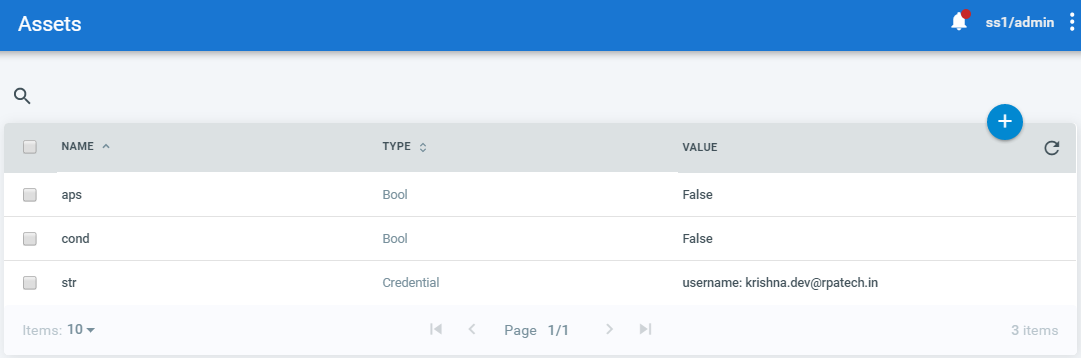 Assets
ss1/admin
NAME TYPE VALUE
aps Bool False
cond Bool False
str Credential username: krishna.dev@rpatech.in
Items: 10 Page 1/1 3 items